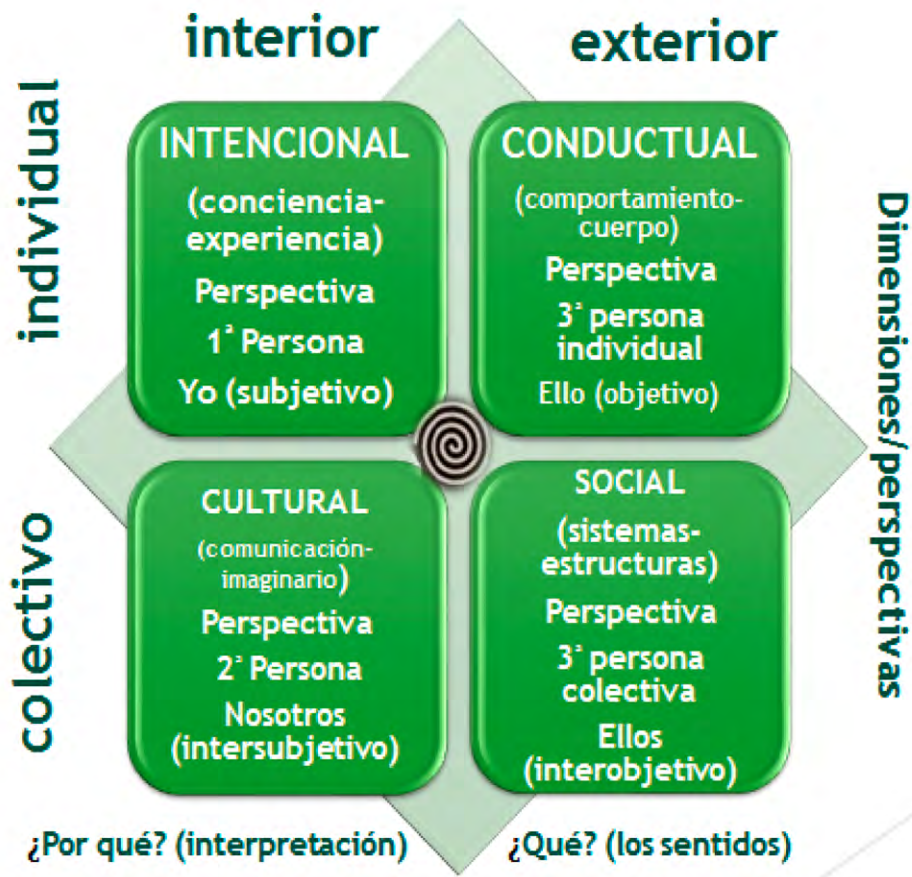 interior
exterior
individual
INTENCIONAL
(conciencia-
experiencia)
Perspectiva
1ª Persona
Yo (subjetivo)
CONDUCTUAL
(comportamiento-
cuerpo)
Perspectiva
3ª persona
individual
Ello (objetivo)
Dimensiones/perspectivas
colectivo
CULTURAL
(comunicación-
imaginario)
Perspectiva
2ª Persona
Nosotros
(intersubjetivo)
SOCIAL
(sistemas-
estructuras)
Perspectiva
3ª persona
colectiva
Ellos
(interobjetivo)
¿Por qué? (interpretación)
¿Qué? (los sentidos)